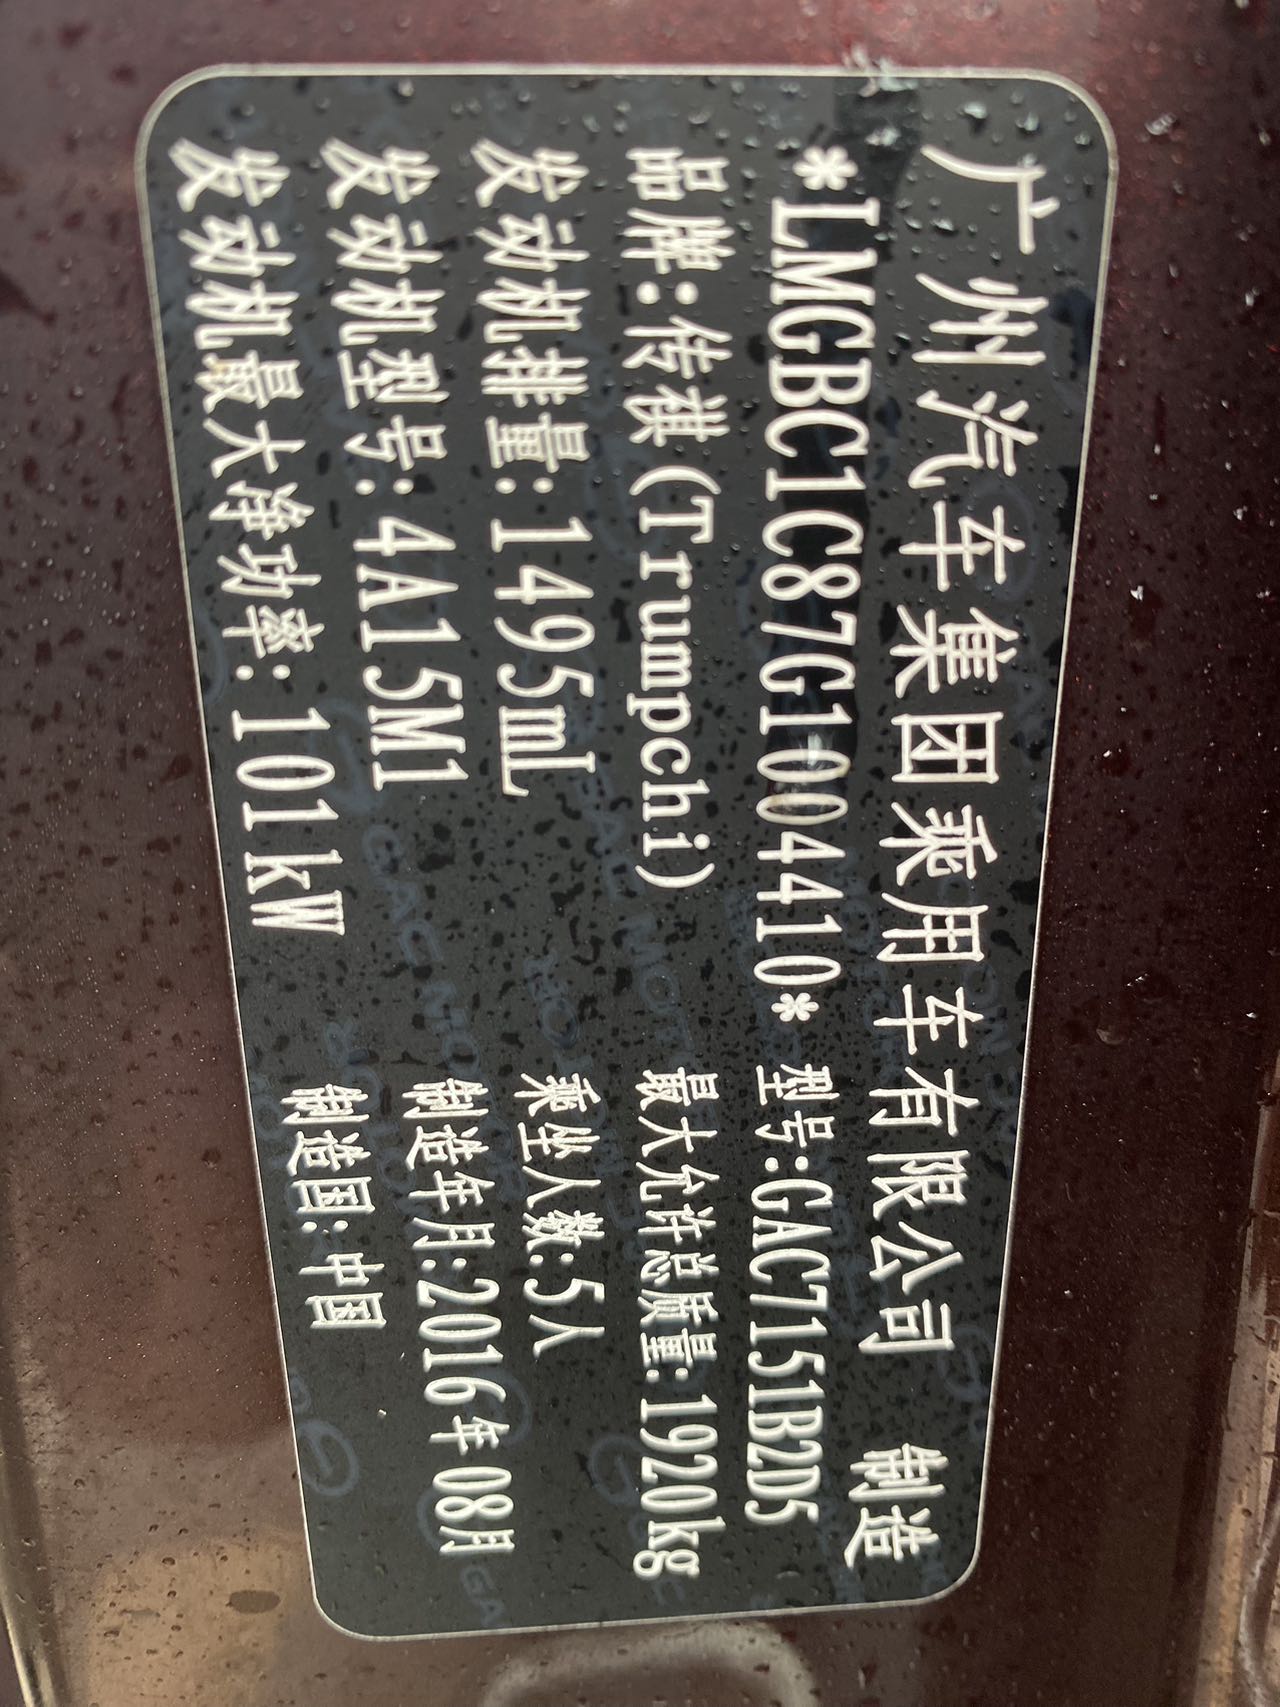 广州汽车集团乘用车有限公司 制造
*LMGBC1C87G1004410* 型号:GAC7151B2D5
品牌:传祺(Trumpchi) 最大允许总质量:1920kg
发动机排量:1495mL 乘坐人数:5人
发动机型号:4A15M1 制造年月:2016年08月
发动机最大净功率:101kW 制造国:中国